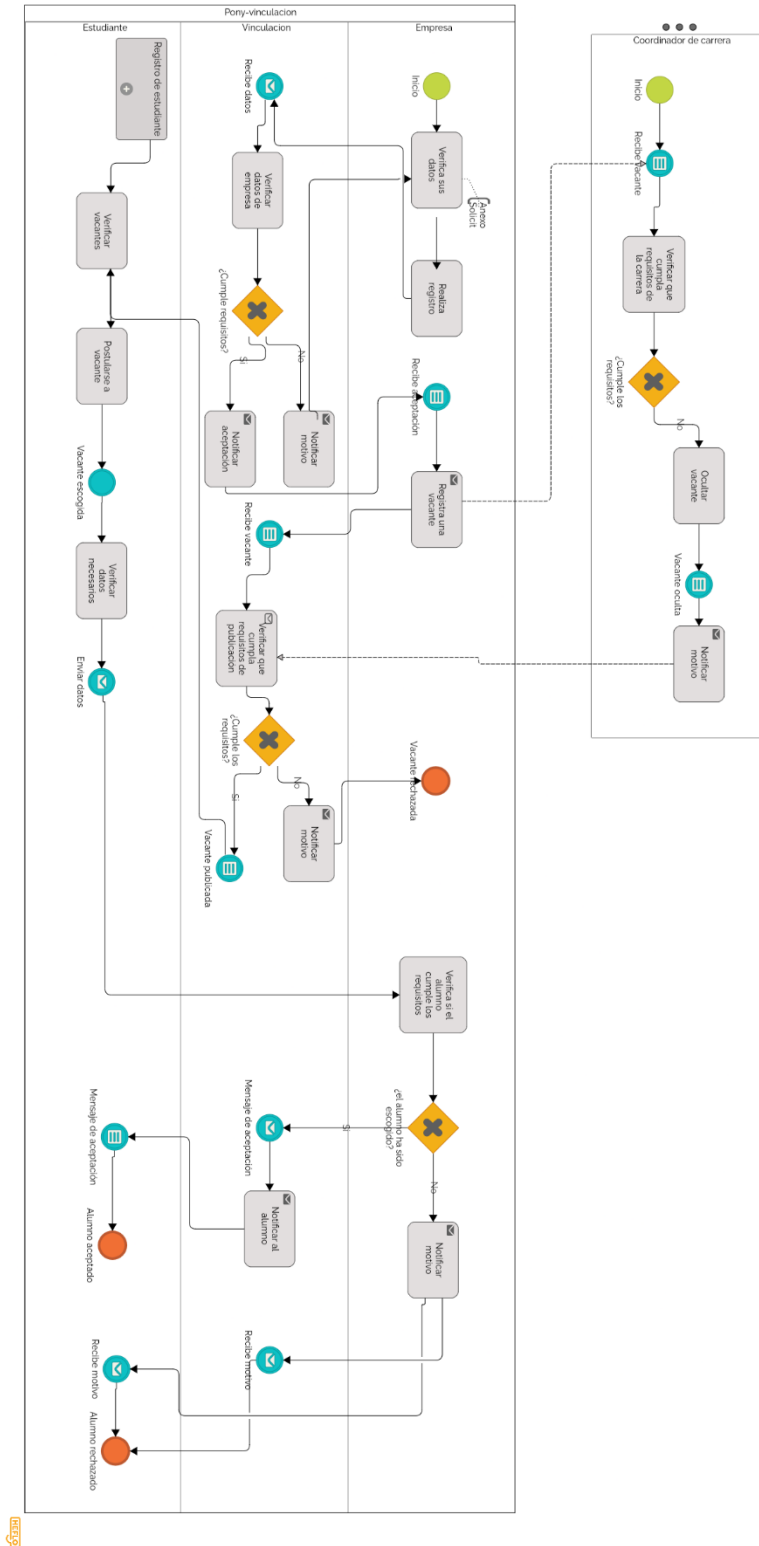 Pony-vinculacion
Estudiante
Vinculacion
Empresa
Coordinador de carrera
Inicio
Recibe vacante
Verificar que
cumpla
requisitos de
la carrera
¿Cumple los
requisitos?
No
Ocultar
vacante
Vacante oculta
Notificar
motivo
Inicio
Verifica sus
datos
Anexo
Solicit
Realiza
registro
Recibe aceptación
Registra una
vacante
Vacante rechazada
Verifica si el
alumno
cumple los
requisitos
¿el alumno ha sido
escogido?
Si
No
Notificar
motivo
Recibe datos
Verificar
datos de
empresa
¿Cumple requisitos?
No
Si
Notificar
motivo
Notificar
aceptación
Recibe vacante
Verificar que
cumpla
requisitos de
publicación
¿Cumple los
requisitos?
No
Si
Notificar
motivo
Vacante publicada
Mensaje de aceptación
Notificar al
alumno
Recibe motivo
Registro de estudiante
Verificar
vacantes
Postularse a
vacante
Vacante escogida
Verificar
datos
necesarios
Enviar datos
Mensaje de aceptación
Alumno aceptado
Recibe motivo
Alumno rechazado
HEFLO